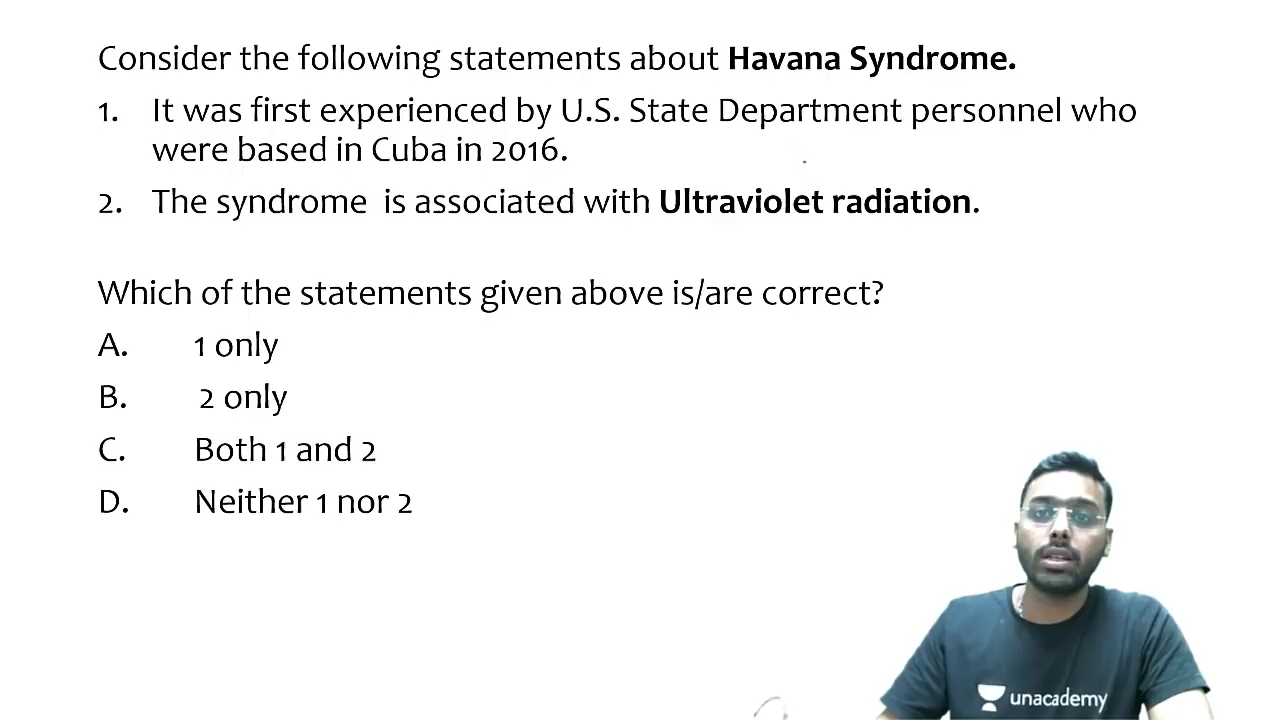 Consider the following statements about Havana Syndrome.
1. It was first experienced by U.S. State Department personnel who
were based in Cuba in 2016.
2. The syndrome is associated with Ultraviolet radiation.
Which of the statements given above is/are correct?
A. 1 only
B. 2 only
C. Both 1 and 2
D. Neither 1 nor 2
unacademy